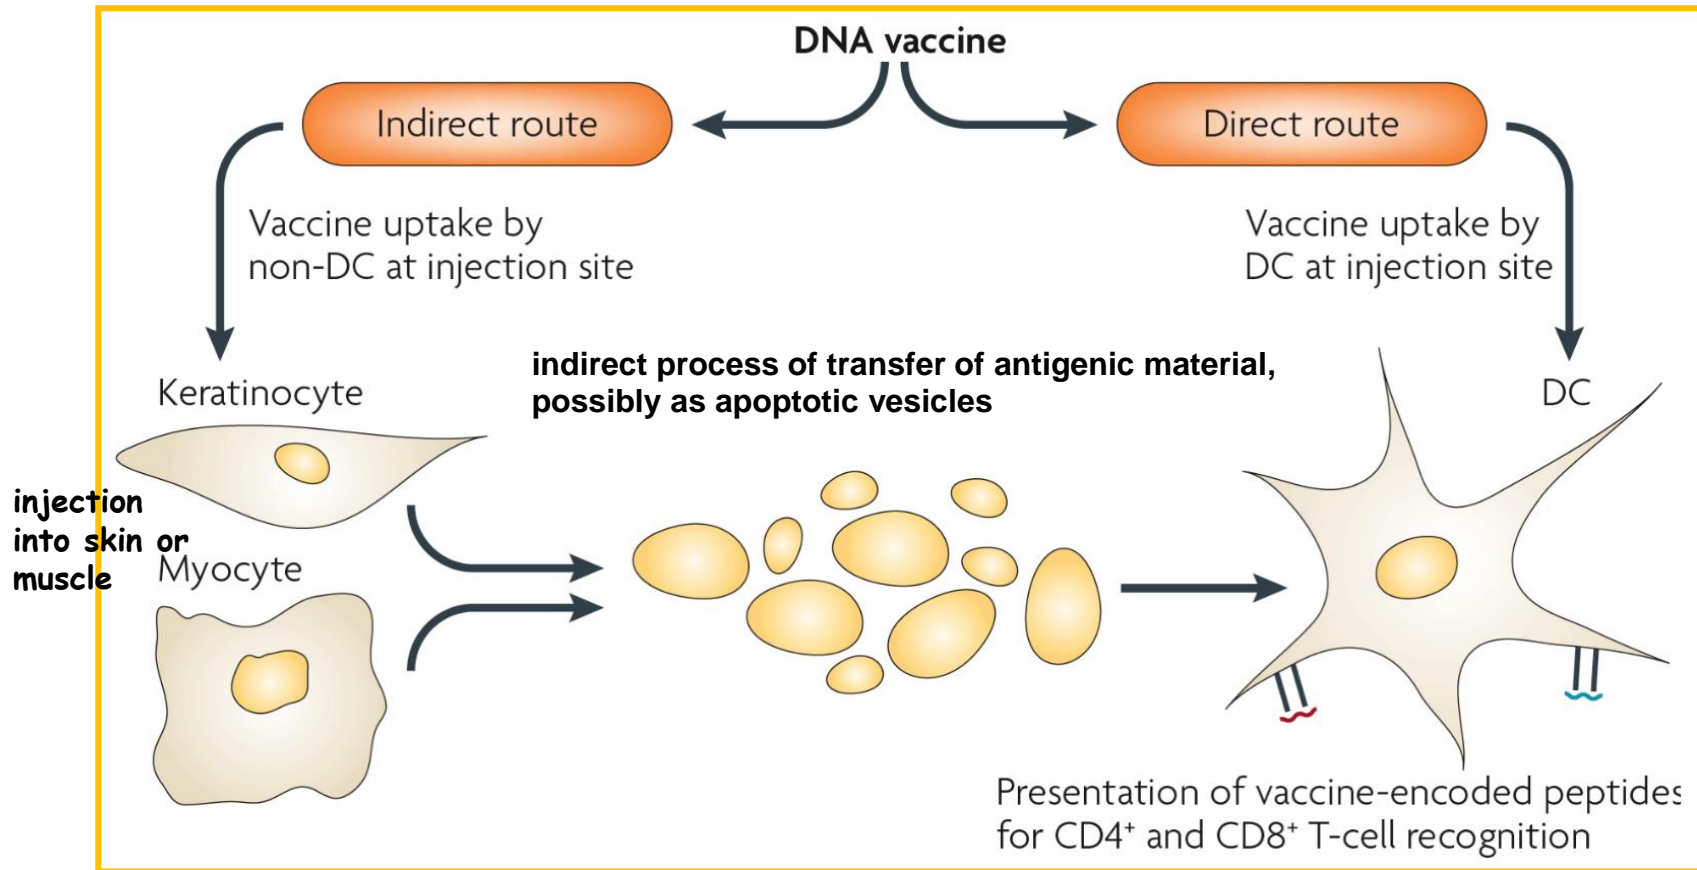 DNA vaccine
Indirect route
Direct route
Vaccine uptake by
non-DC at injection site
Vaccine uptake by
DC at injection site
indirect process of transfer of antigenic material,
possibly as apoptotic vesicles
Keratinocyte
DC
injection
into skin or
muscle
Myocyte
Presentation of vaccine-encoded peptides
for CD4⁺ and CD8⁺ T-cell recognition